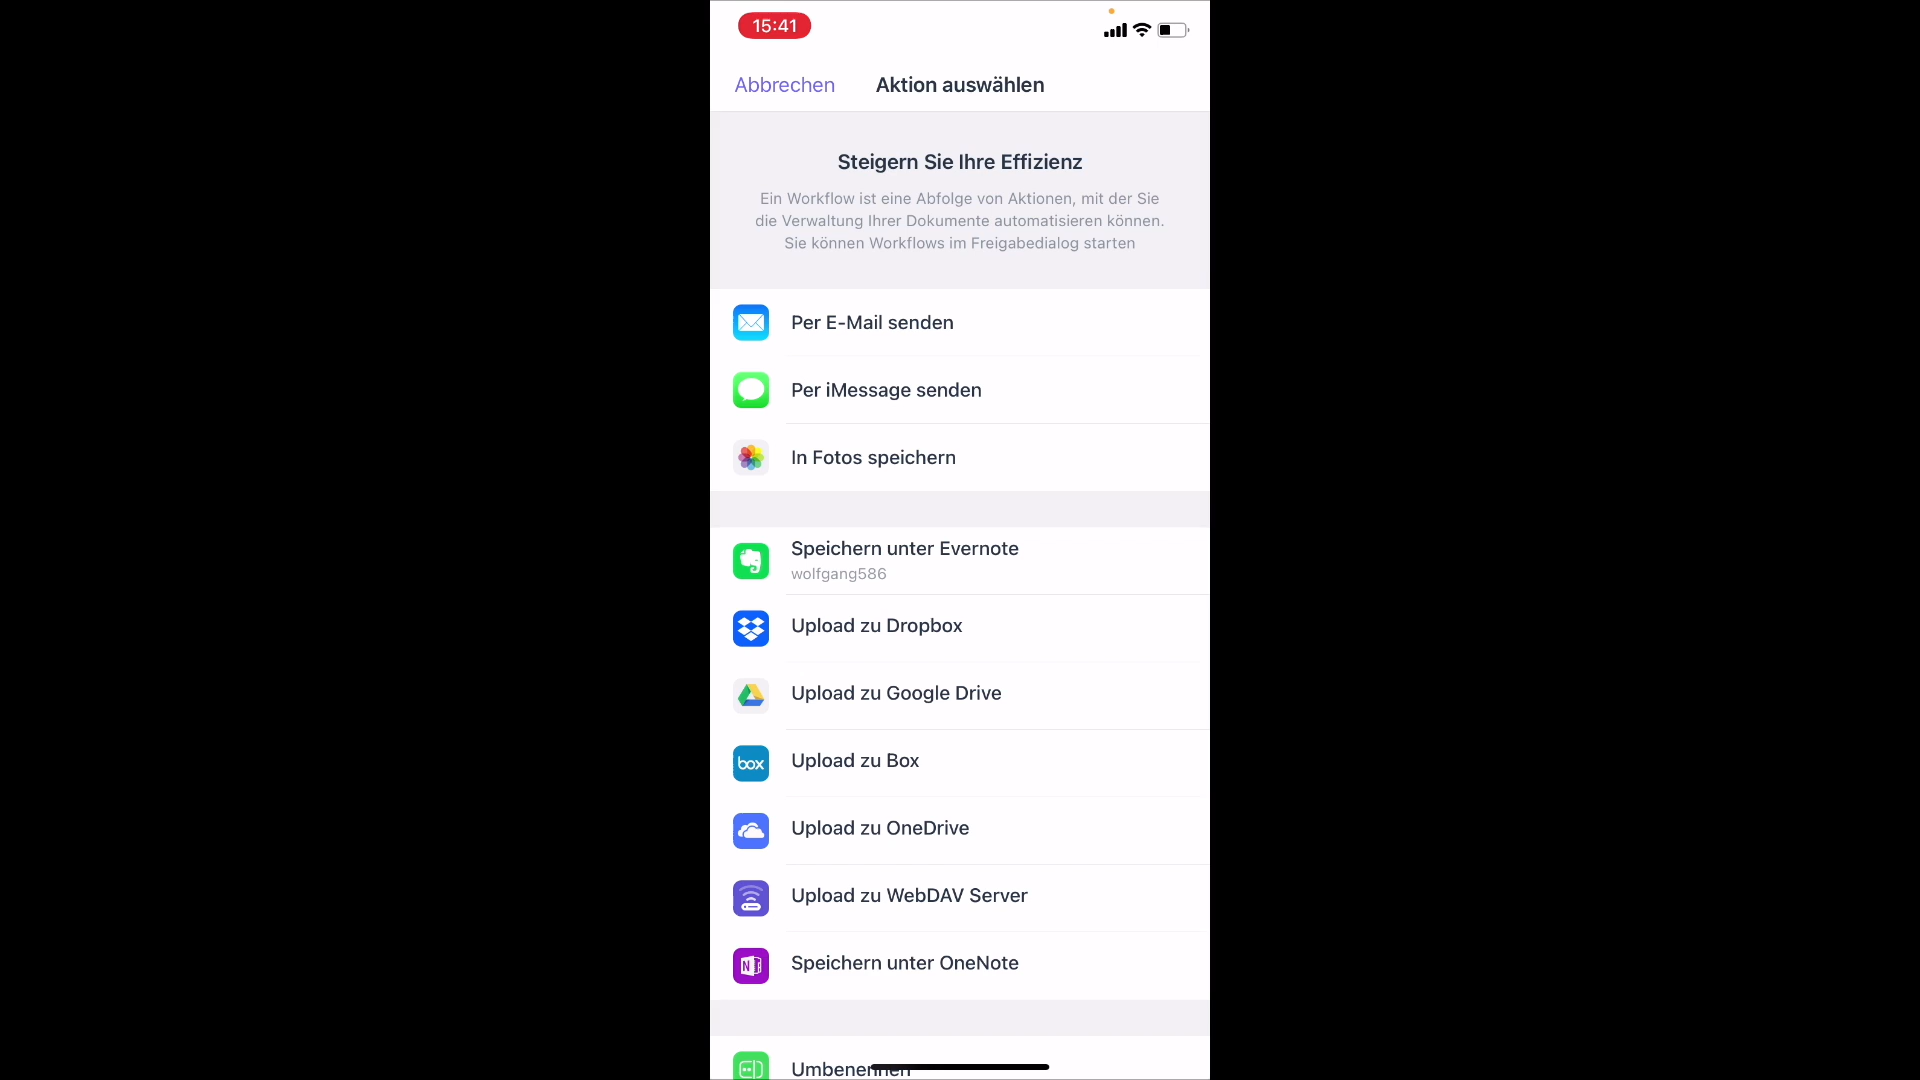 15:41
Abbrechen
Aktion auswählen
Steigern Sie Ihre Effizienz
Ein Workflow ist eine Abfolge von Aktionen, mit der Sie
die Verwaltung Ihrer Dokumente automatisieren können.
Sie können Workflows im Freigabedialog starten
Per E-Mail senden
Per iMessage senden
In Fotos speichern
Speichern unter Evernote
wolfgang586
Upload zu Dropbox
Upload zu Google Drive
box
Upload zu Box
Upload zu OneDrive
Upload zu WebDAV Server
N
Speichern unter OneNote
Umbenennen